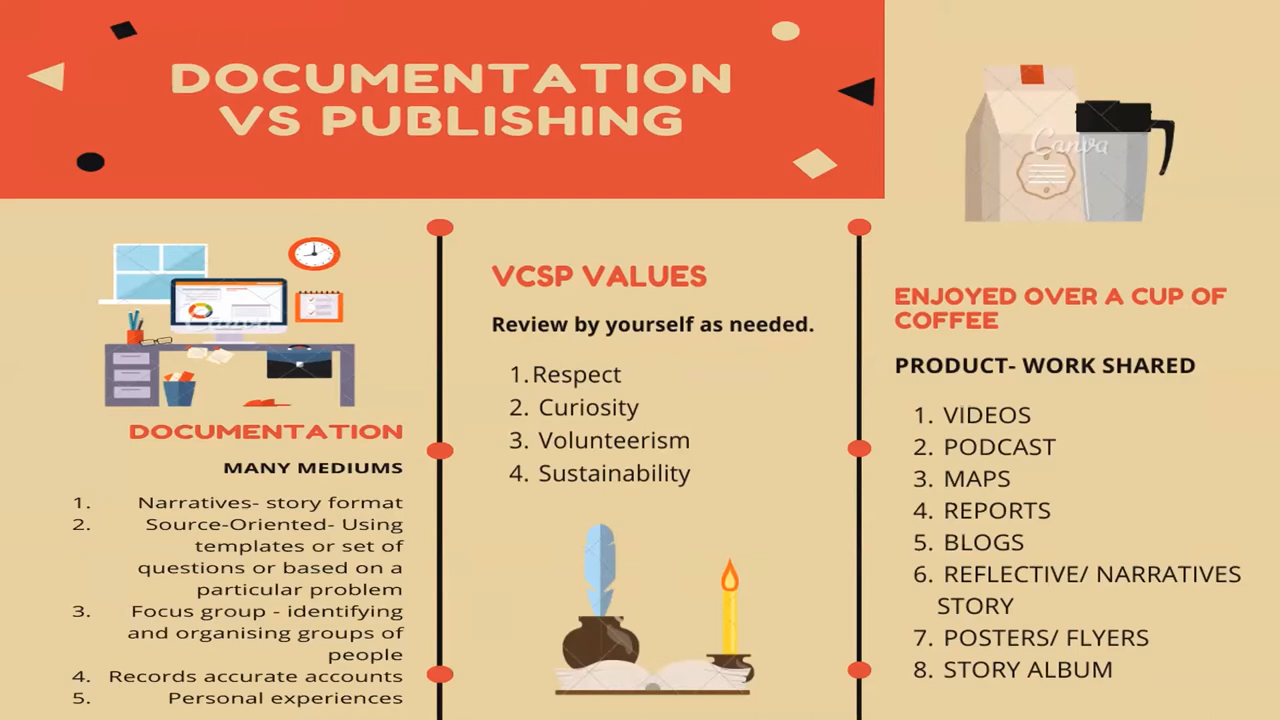 DOCUMENTATION
VS PUBLISHING
Canva
Canva
DOCUMENTATION
MANY MEDIUMS
1. Narratives- story format
2. Source-Oriented- Using
templates or set of
questions or based on a
particular problem
3. Focus group - identifying
and organising groups of
people
4. Records accurate accounts
5. Personal experiences
VCSP VALUES
Review by yourself as needed.
1. Respect
2. Curiosity
3. Volunteerism
4. Sustainability
ENJOYED OVER A CUP OF
COFFEE
PRODUCT- WORK SHARED
1. VIDEOS
2. PODCAST
3. MAPS
4. REPORTS
5. BLOGS
6. REFLECTIVE/ NARRATIVES
STORY
7. POSTERS/ FLYERS
8. STORY ALBUM